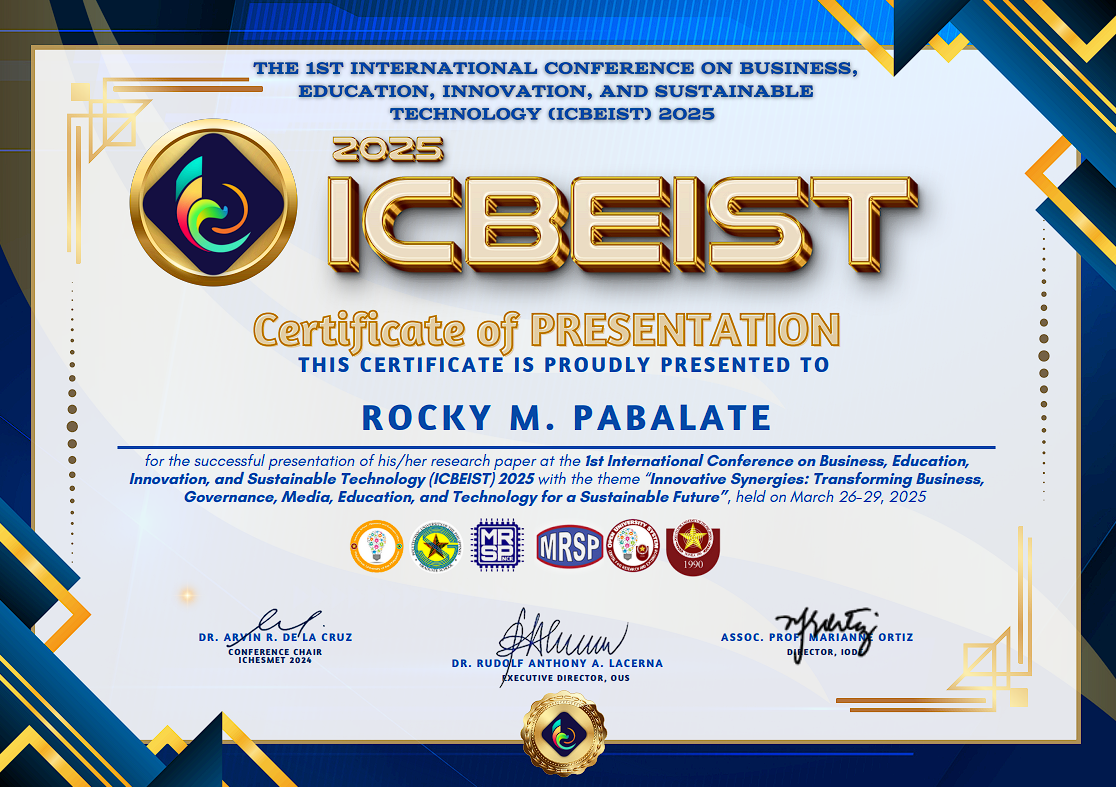 THE 1ST INTERNATIONAL CONFERENCE ON BUSINESS,
EDUCATION, INNOVATION, AND SUSTAINABLE
TECHNOLOGY (ICBEIST) 2025
2025
ICBEIST
Certificate of PRESENTATION
THIS CERTIFICATE IS PROUDLY PRESENTED TO
ROCKY M. PABALATE
for the successful presentation of his/her research paper at the 1st International Conference on Business, Education,
Innovation, and Sustainable Technology (ICBEIST) 2025 with the theme “Innovative Synergies: Transforming Business,
Governance, Media, Education, and Technology for a Sustainable Future”, held on March 26-29, 2025
MRSP
MRSP
1990
DR. ARVIN R. DE LA CRUZ
CONFERENCE CHAIR
ICHESMET 2024
DR. RUDOLF ANTHONY A. LACERNA
EXECUTIVE DIRECTOR, OUS
ASSOC. PROF. MARIANNE ORTIZ
DIRECTOR, IODE